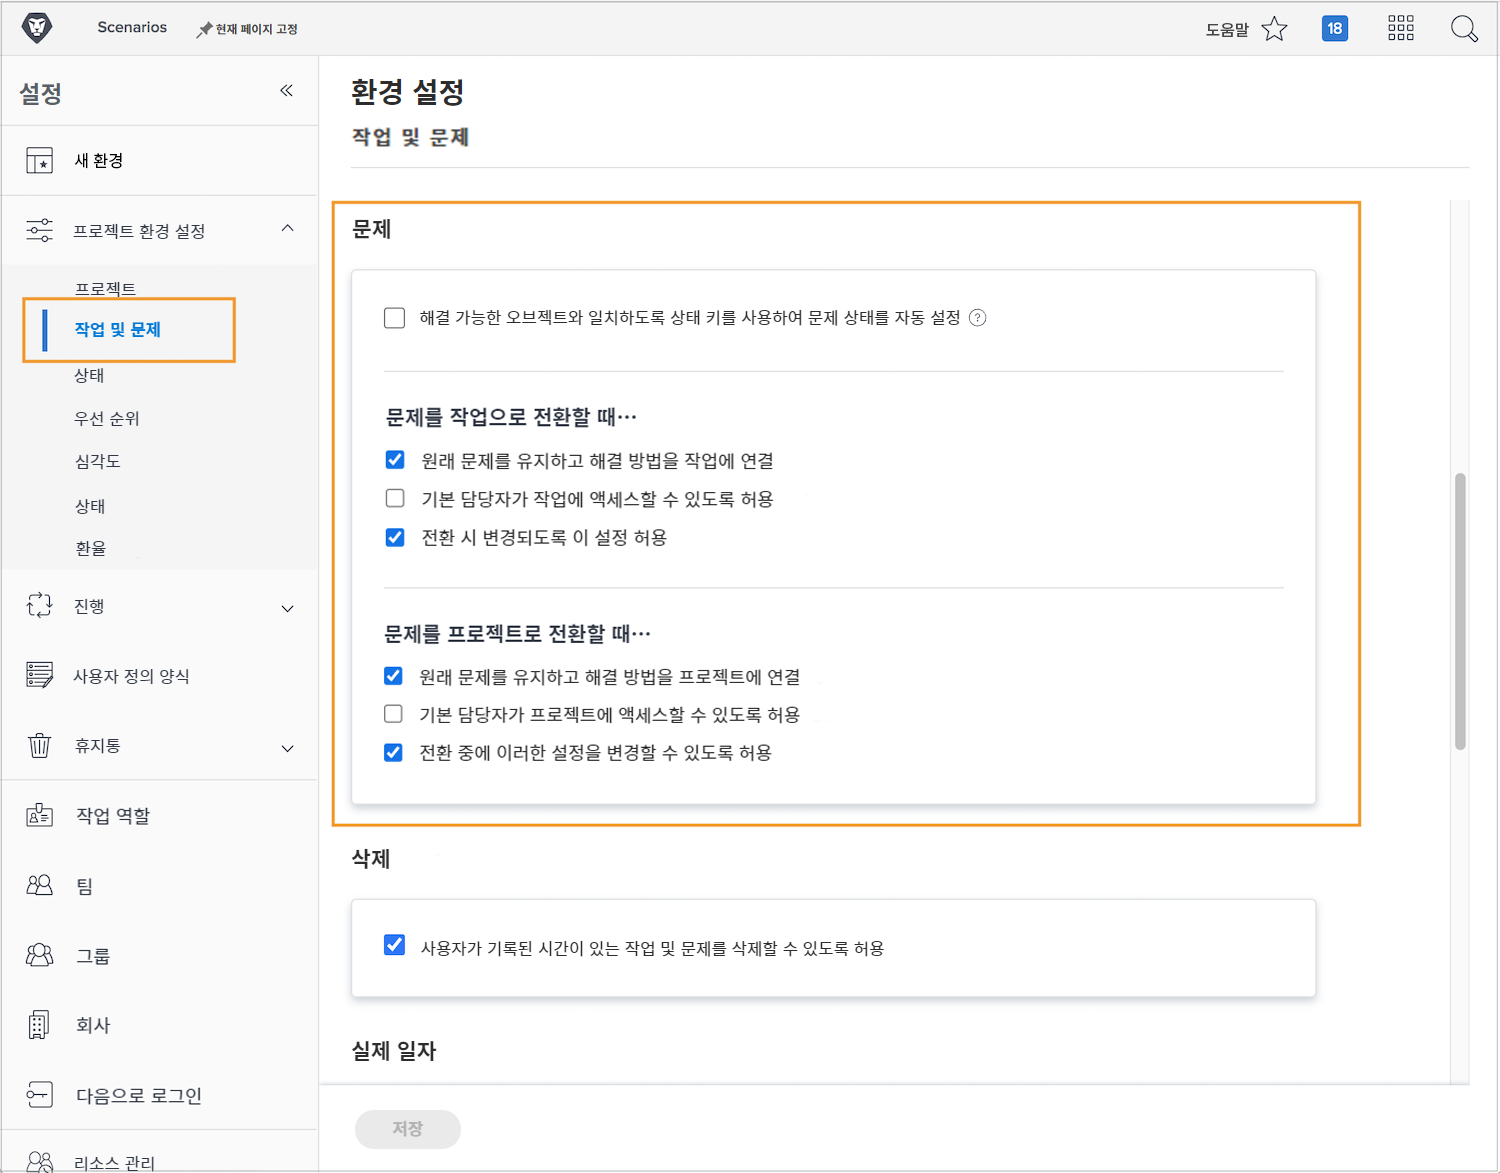 Scenarios
현재 페이지 고정
도움말
18
설정
새 환경
프로젝트 환경 설정
프로젝트
작업 및 문제
상태
우선 순위
심각도
상태
환율
진행
사용자 정의 양식
휴지통
작업 역할
팀
그룹
회사
다음으로 로그인
리소스 관리
환경 설정
작업 및 문제
문제
해결 가능한 오브젝트와 일치하도록 상태 키를 사용하여 문제 상태를 자동 설정 ?
문제를 작업으로 전환할 때…
원래 문제를 유지하고 해결 방법을 작업에 연결
기본 담당자가 작업에 액세스할 수 있도록 허용
전환 시 변경되도록 이 설정 허용
문제를 프로젝트로 전환할 때…
원래 문제를 유지하고 해결 방법을 프로젝트에 연결
기본 담당자가 프로젝트에 액세스할 수 있도록 허용
전환 중에 이러한 설정을 변경할 수 있도록 허용
삭제
사용자가 기록된 시간이 있는 작업 및 문제를 삭제할 수 있도록 허용
실제 일자
저장